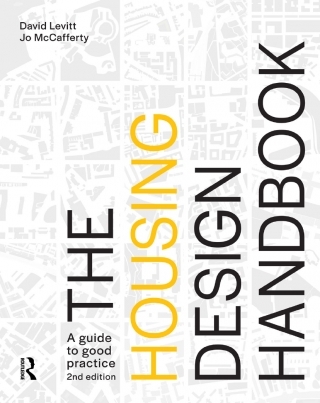 David Levitt
Jo McCafferty
THE
HOUSING
DESIGN
HANDBOOK
A guide
to good
practice
2nd edition
ROUTLEDGE